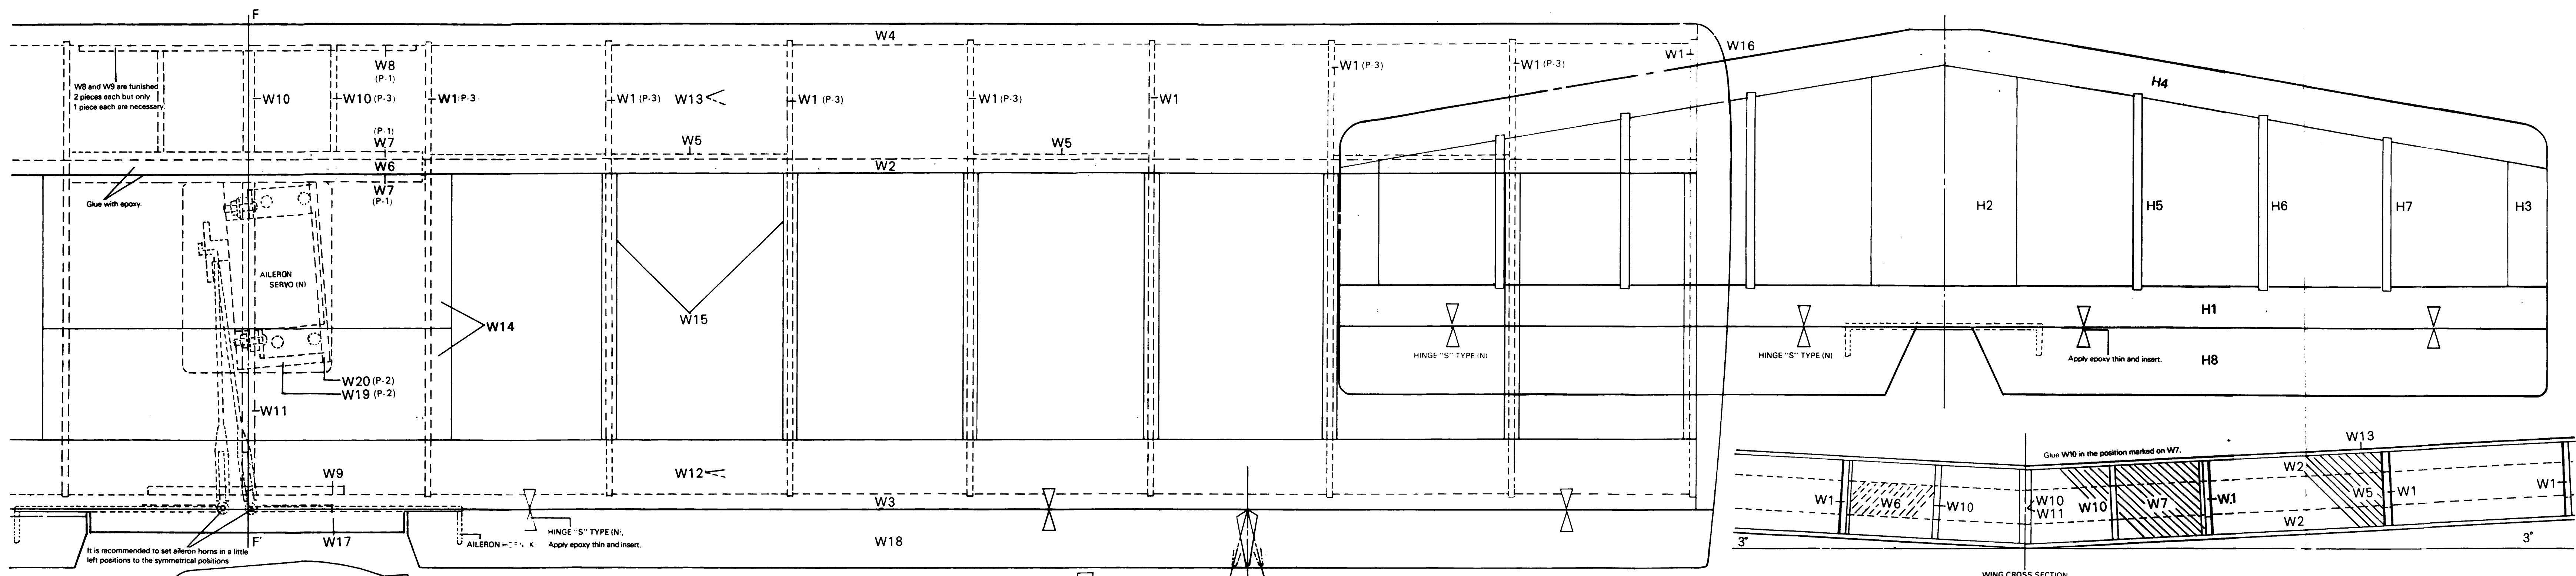 F
W4
W8
(P-1)
W8 and W9 are furnished
2 pieces each but only
1 piece each are necessary.
W10
W10 (P-3)
W1 (P-3)
W1 (P-3)
W13
W1 (P-3)
W1 (P-3)
W1
W1 (P-3)
W1 (P-3)
W1
W16
(P-1)
W7
W5
W5
W6
W2
W7
(P-1)
Glue with epoxy.
AILERON
SERVO (N)
W14
W15
W20 (P-2)
W19 (P-2)
W11
W9
W12
W3
F'
W17
AILERON
HINGE "S" TYPE (N),
Apply epoxy thin and insert.
W18
It is recommended to set aileron horns in a little
left positions to the symmetrical positions
H4
H2
H5
H6
H7
H3
H1
HINGE "S" TYPE (N)
HINGE "S" TYPE (N)
Apply epoxy thin and insert.
H8
W13
Glue W10 in the position marked on W7.
W2
W1
W6
W10
W10
W11
W10
W7
W1
W5
W1
W1
W2
3°
3°
WING CROSS SECTION